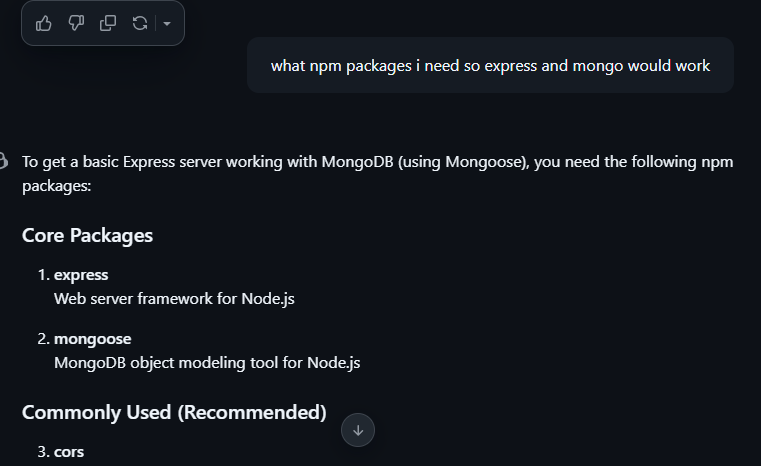 what npm packages i need so express and mongo would work
To get a basic Express server working with MongoDB (using Mongoose), you need the following npm
packages:
Core Packages
1. express
Web server framework for Node.js
2. mongoose
MongoDB object modeling tool for Node.js
Commonly Used (Recommended)
3. cors